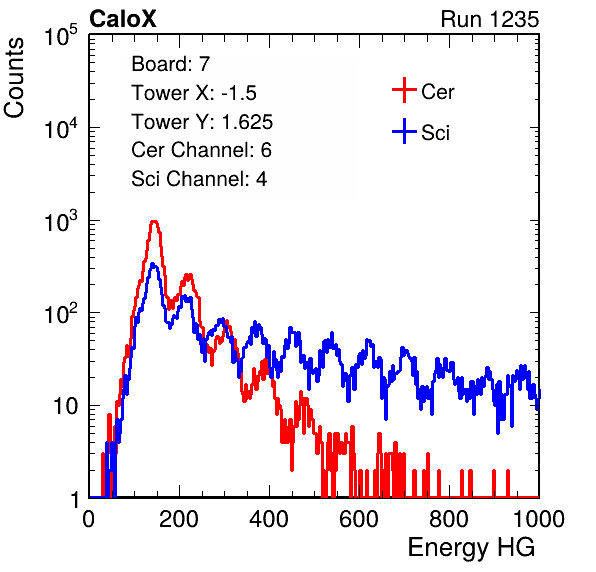 CaloX Run 1235
Counts
10^5
10^4
10^3
10^2
10
1
Board: 7
Tower X: -1.5
Tower Y: 1.625
Cer Channel: 6
Sci Channel: 4
Cer
Sci
0 200 400 600 800 1000
Energy HG